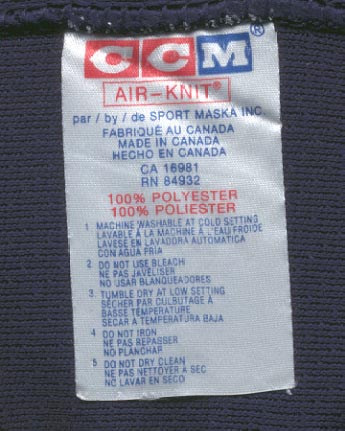 CCM®
AIR-KNIT®
par / by / de SPORT MASKA INC.
FABRIQUÉ AU CANADA
MADE IN CANADA
HECHO EN CANADA
CA 16981
RN 84932
100% POLYESTER
100% POLIESTER
1 MACHINE WASHABLE AT COLD SETTING
LAVABLE À LA MACHINE À L'EAU FROIDE
LAVESE EN LAVADORA AUTOMATICA
CON AGUA FRIA
2 DO NOT USE BLEACH
NE PAS JAVELISER
NO USAR BLANQUEADORES
3 TUMBLE DRY AT LOW SETTING
SÉCHER PAR CULBUTAGE À
BASSE TEMPÉRATURE
SECAR A TEMPERATURA BAJA
4 DO NOT IRON
NE PAS REPASSER
NO PLANCHAR
5 DO NOT DRY CLEAN
NE PAS NETTOYER A SEC
NO LAVAR EN SECO